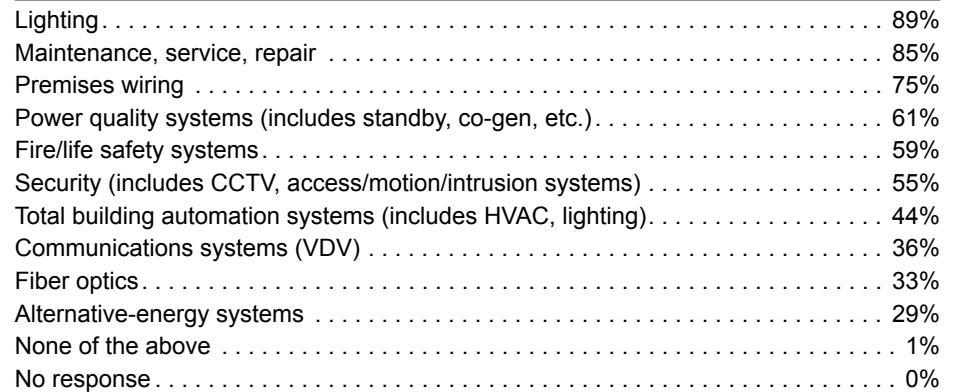 Lighting . . . . . . . . . . . . . . . . . . . . . . . . . . . . . . . . . . . . . . . . . . . . . . . . . . . . . . . 89%
Maintenance, service, repair . . . . . . . . . . . . . . . . . . . . . . . . . . . . . . . . . . . . . . . 85%
Premises wiring . . . . . . . . . . . . . . . . . . . . . . . . . . . . . . . . . . . . . . . . . . . . . . . . . 75%
Power quality systems (includes standby, co-gen, etc.) . . . . . . . . . . . . . . . . . . . . . 61%
Fire/life safety systems . . . . . . . . . . . . . . . . . . . . . . . . . . . . . . . . . . . . . . . . . . . . 59%
Security (includes CCTV, access/motion/intrusion systems) . . . . . . . . . . . . . . . . . . 55%
Total building automation systems (includes HVAC, lighting) . . . . . . . . . . . . . . . . . . 44%
Communications systems (VDV) . . . . . . . . . . . . . . . . . . . . . . . . . . . . . . . . . . . . . 36%
Fiber optics . . . . . . . . . . . . . . . . . . . . . . . . . . . . . . . . . . . . . . . . . . . . . . . . . . . . 33%
Alternative-energy systems . . . . . . . . . . . . . . . . . . . . . . . . . . . . . . . . . . . . . . . . . 29%
None of the above . . . . . . . . . . . . . . . . . . . . . . . . . . . . . . . . . . . . . . . . . . . . . . . . 1%
No response . . . . . . . . . . . . . . . . . . . . . . . . . . . . . . . . . . . . . . . . . . . . . . . . . . . . 0%